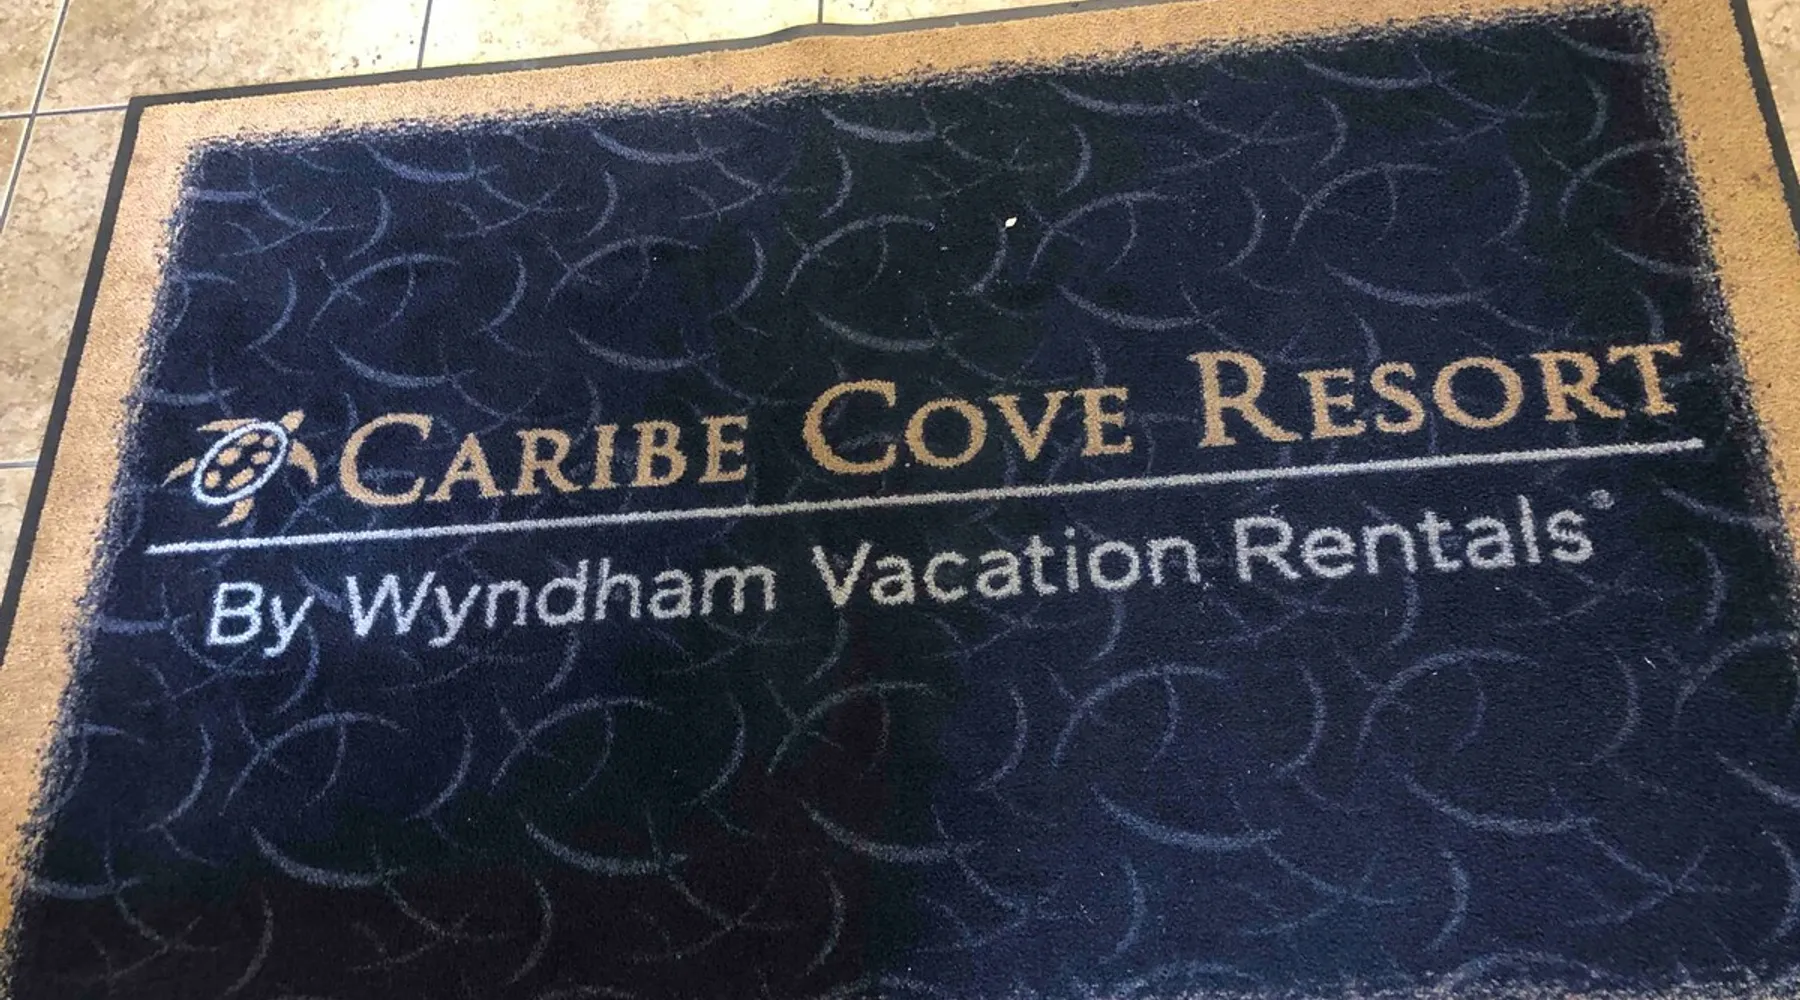 CARIBE COVE RESORT
By Wyndham Vacation Rentals®